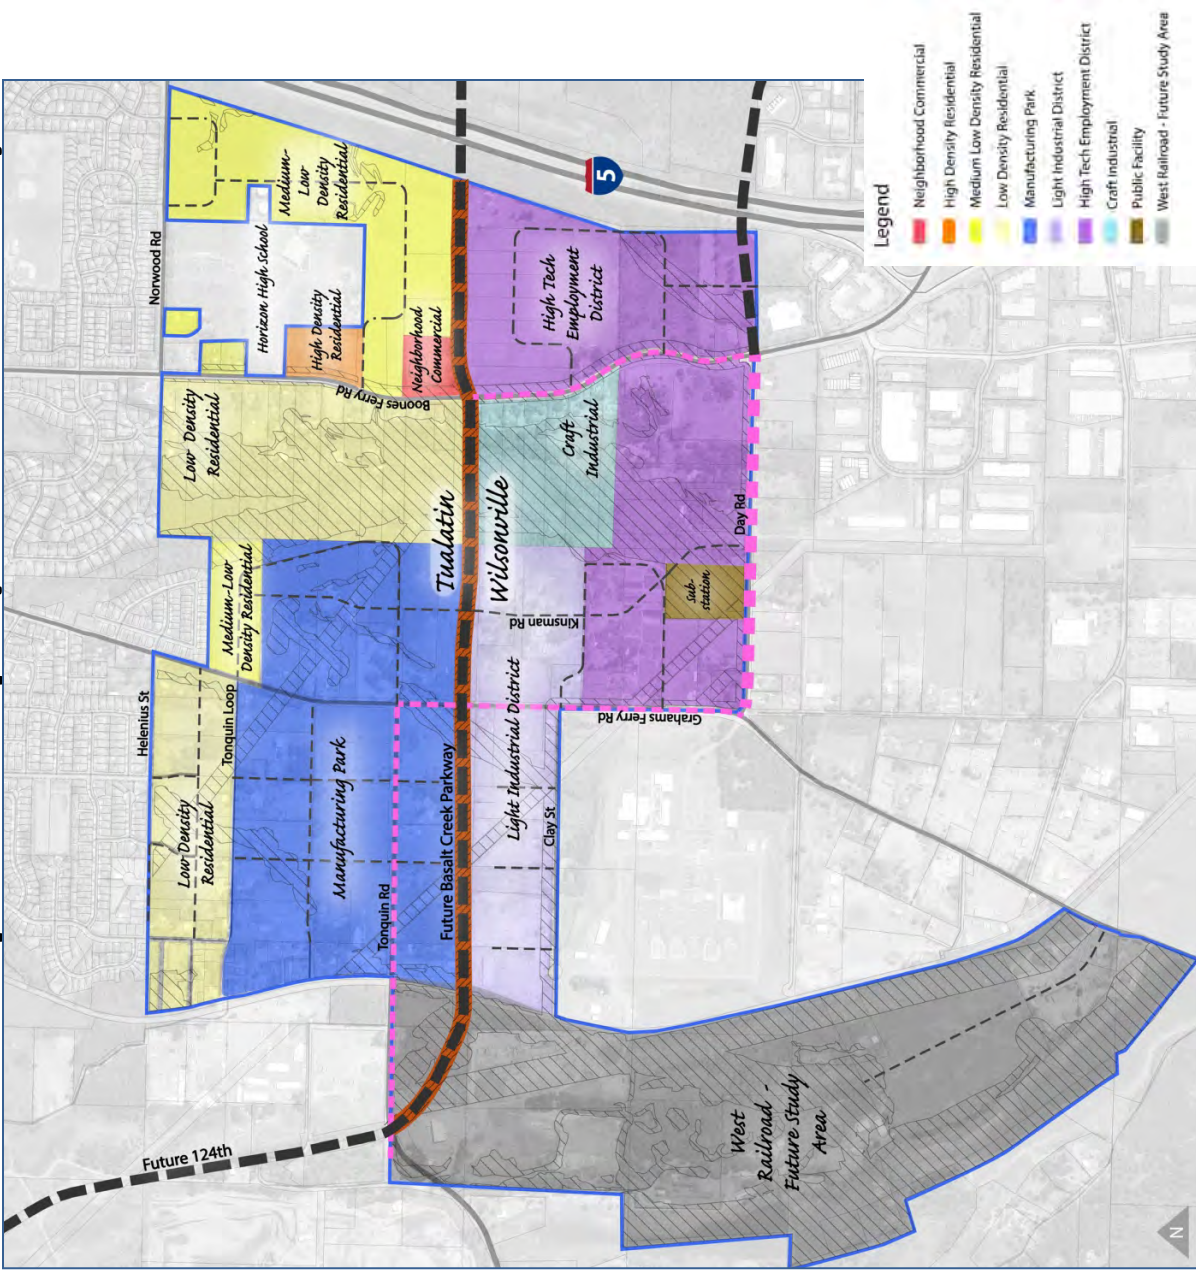 Norwood Rd
Medium-
Low
Density
Residential
Horizon High School
High Density
Residential
Neighborhood
Commercial
Boones Ferry Rd
Low Density
Residential
Medium-Low
Density Residential
Helenius St
Tonquin Loop
Low Density
Residential
Manufacturing Park
Tonquin Rd
Future Basalt Creek Parkway
Tualatin
Wilsonville
High Tech
Employment
District
5
Craft
Industrial
Kinsman Rd
Sub-
station
Day Rd
Light Industrial District
Clay St
Grahams Ferry Rd
Future 124th
West
Railroad -
Future Study
Area
N
Legend
Neighborhood Commercial
High Density Residential
Medium Low Density Residential
Low Density Residential
Manufacturing Park
Light Industrial District
High Tech Employment District
Craft Industrial
Public Facility
West Railroad - Future Study Area